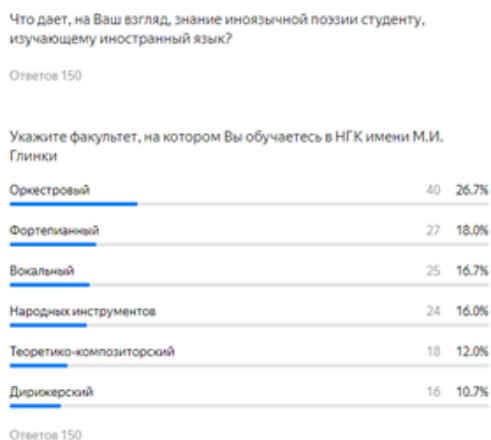 Что дает, на Ваш взгляд, знание иноязычной поэзии студенту,
изучающему иностранный язык?
Ответов 150
Укажите факультет, на котором Вы обучаетесь в НГК имени М.И.
Глинки
Оркестровый 40 26.7%
Фортепианный 27 18.0%
Вокальный 25 16.7%
Народных инструментов 24 16.0%
Теоретико-композиторский 18 12.0%
Дирижерский 16 10.7%
Ответов 150